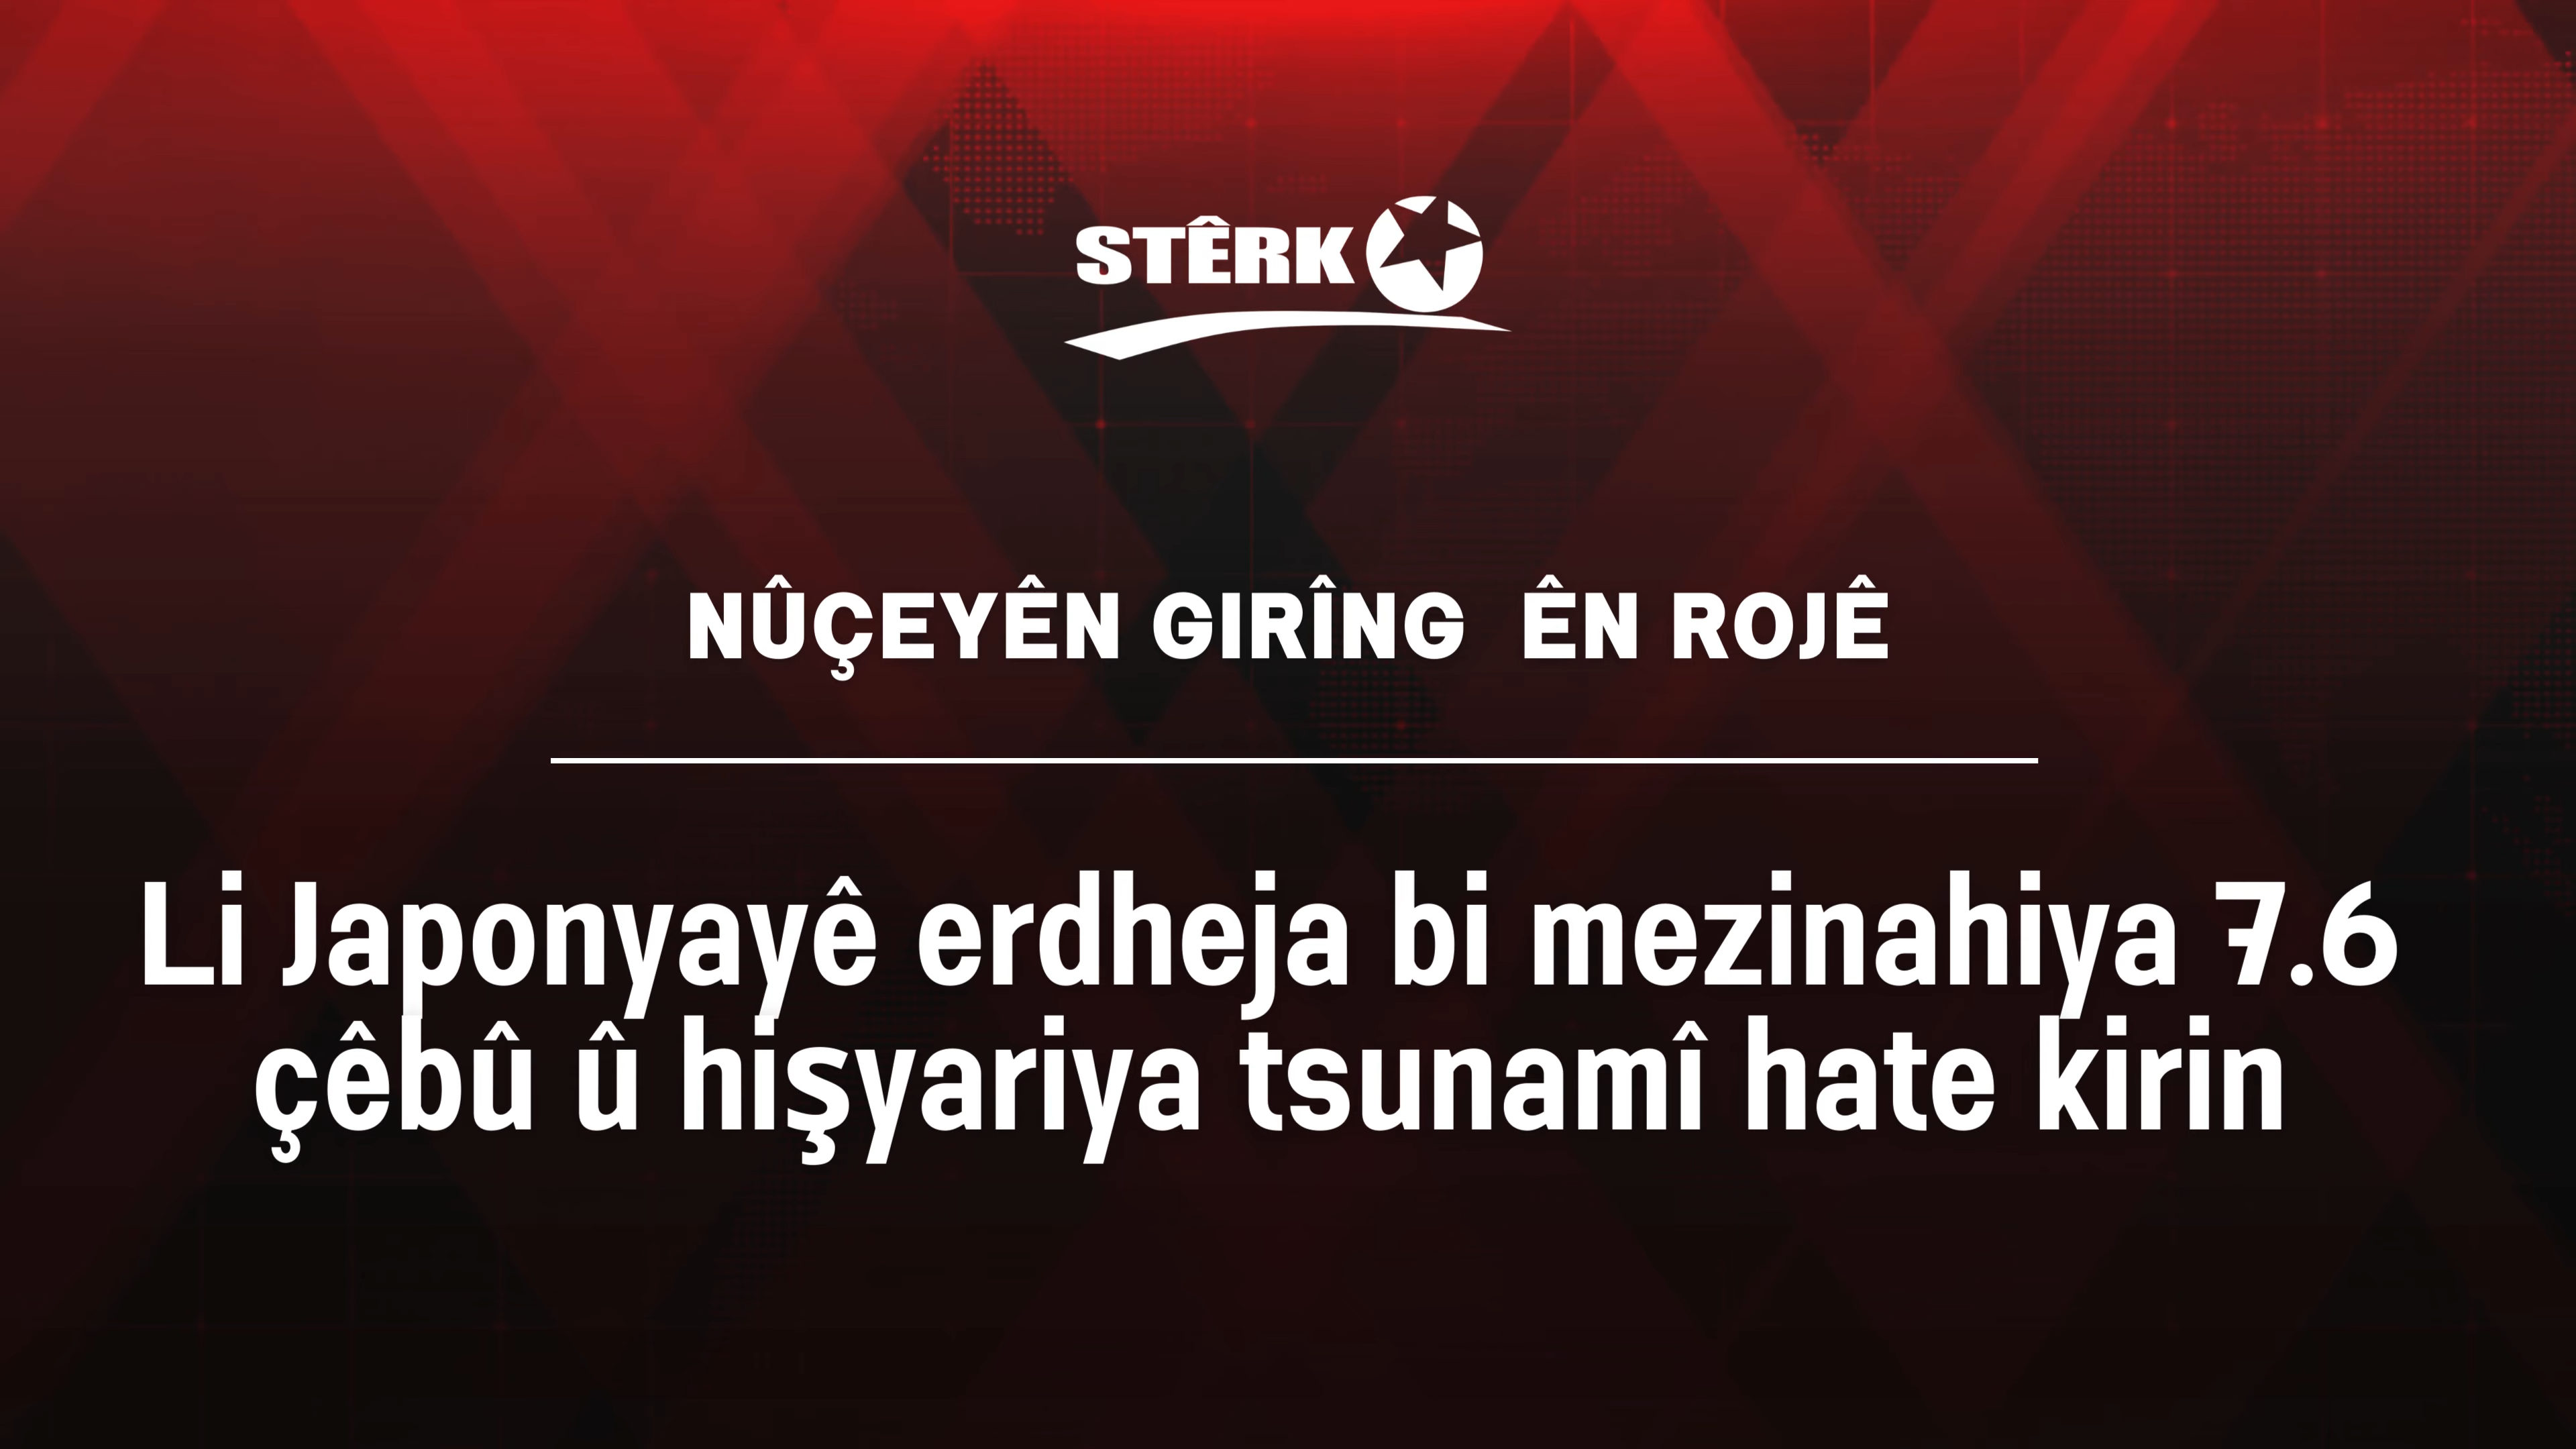 STÊRK
NÛÇEYÊN GIRÎNG ÊN ROJÊ
Li Japonyayê erdheja bi mezinahiya 7.6
çêbû û hişyariya tsunamî hate kirin